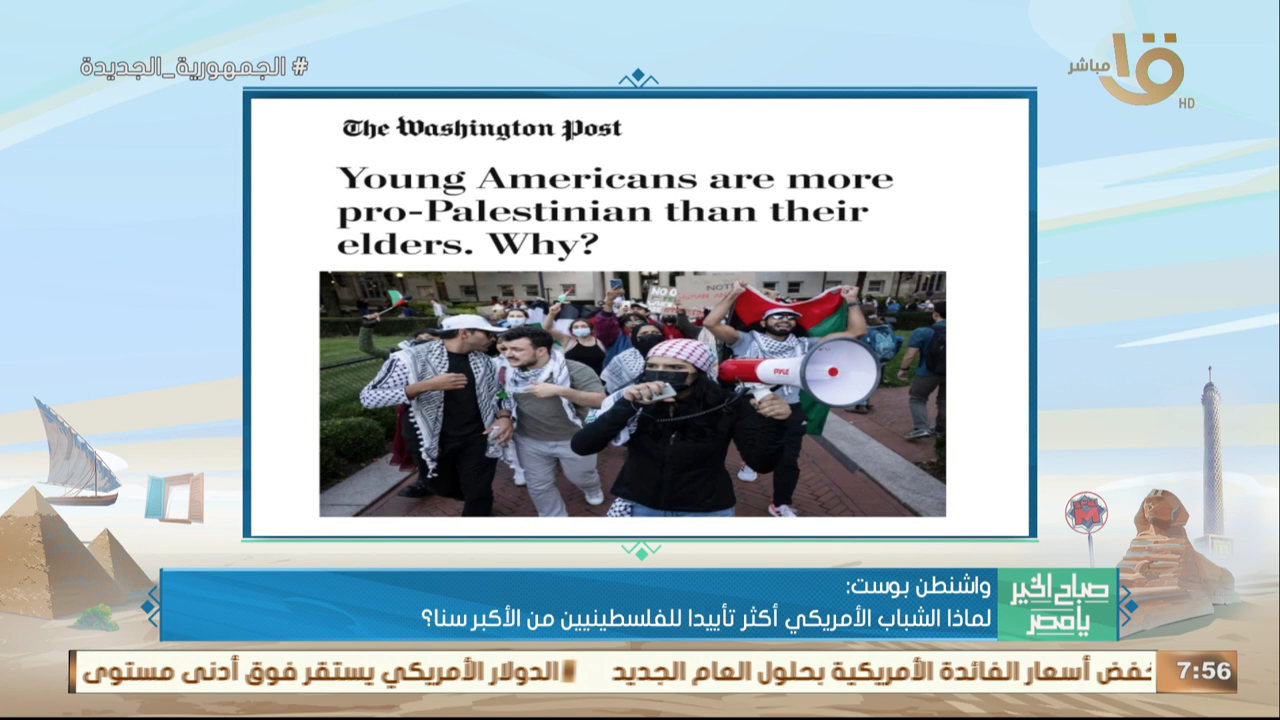 # الجمهورية_الجديدة
مباشر
HD
The Washington Post
Young Americans are more
pro-Palestinian than their
elders. Why?
PYLE
M
صباح الخير
يا مصر
واشنطن بوست:
لماذا الشباب الأمريكي أكثر تأييدا للفلسطينيين من الأكبر سنا؟
أسعار الفائدة الأمريكية بحلول العام الجديد
الدولار الأمريكي يستقر فوق أدنى مستوى
7:56